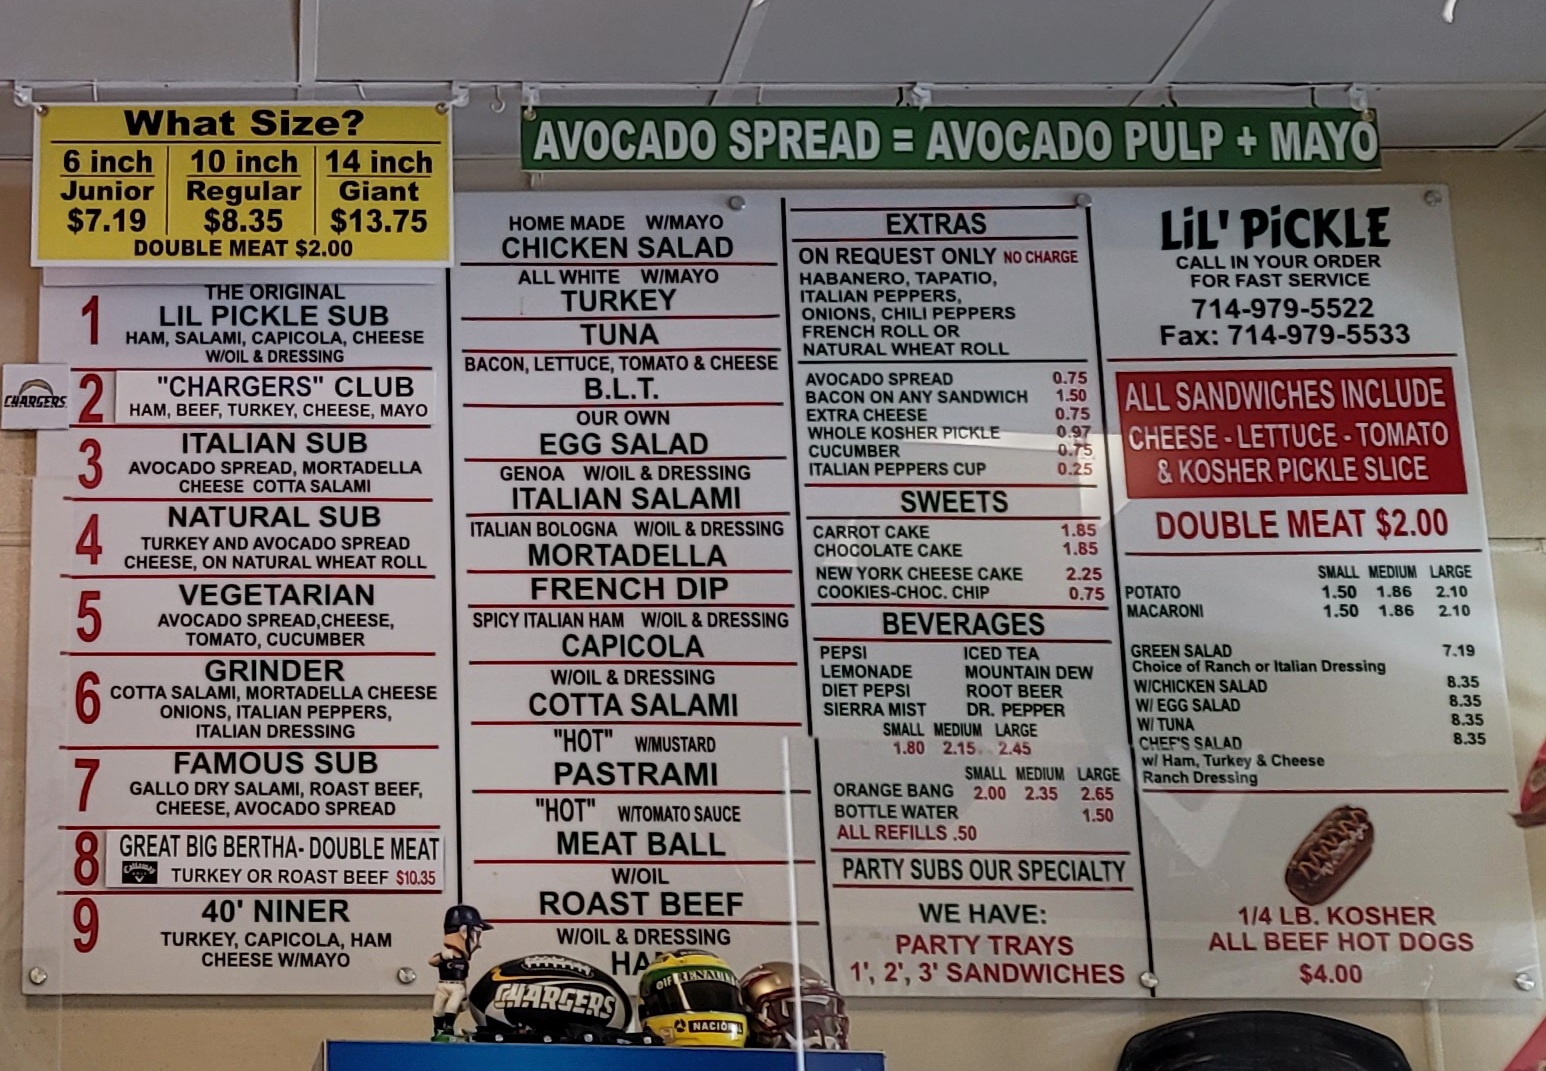 What Size?
6 inch 10 inch 14 inch
Junior Regular Giant
$7.19 $8.35 $13.75
DOUBLE MEAT $2.00
AVOCADO SPREAD = AVOCADO PULP + MAYO
1 THE ORIGINAL
LIL PICKLE SUB
HAM, SALAMI, CAPICOLA, CHEESE
W/OIL & DRESSING
CHARGERS
2 "CHARGERS" CLUB
HAM, BEEF, TURKEY, CHEESE, MAYO
3 ITALIAN SUB
AVOCADO SPREAD, MORTADELLA
CHEESE COTTA SALAMI
4 NATURAL SUB
TURKEY AND AVOCADO SPREAD
CHEESE, ON NATURAL WHEAT ROLL
5 VEGETARIAN
AVOCADO SPREAD,CHEESE,
TOMATO, CUCUMBER
6 GRINDER
COTTA SALAMI, MORTADELLA CHEESE
ONIONS, ITALIAN PEPPERS,
ITALIAN DRESSING
7 FAMOUS SUB
GALLO DRY SALAMI, ROAST BEEF,
CHEESE, AVOCADO SPREAD
8 GREAT BIG BERTHA- DOUBLE MEAT
TURKEY OR ROAST BEEF $10.35
9 40' NINER
TURKEY, CAPICOLA, HAM
CHEESE W/MAYO
HOME MADE W/MAYO
CHICKEN SALAD
ALL WHITE W/MAYO
TURKEY
TUNA
BACON, LETTUCE, TOMATO & CHEESE
B.L.T.
OUR OWN
EGG SALAD
GENOA W/OIL & DRESSING
ITALIAN SALAMI
ITALIAN BOLOGNA W/OIL & DRESSING
MORTADELLA
FRENCH DIP
SPICY ITALIAN HAM W/OIL & DRESSING
CAPICOLA
W/OIL & DRESSING
COTTA SALAMI
"HOT" W/MUSTARD
PASTRAMI
"HOT" W/TOMATO SAUCE
MEAT BALL
W/OIL
ROAST BEEF
W/OIL & DRESSING
EXTRAS
ON REQUEST ONLY NO CHARGE
HABANERO, TAPATIO,
ITALIAN PEPPERS,
ONIONS, CHILI PEPPERS
FRENCH ROLL OR
NATURAL WHEAT ROLL
AVOCADO SPREAD 0.75
BACON ON ANY SANDWICH 1.50
EXTRA CHEESE 0.75
WHOLE KOSHER PICKLE 0.97
CUCUMBER 0.75
ITALIAN PEPPERS CUP 0.25
SWEETS
CARROT CAKE 1.85
CHOCOLATE CAKE 1.85
NEW YORK CHEESE CAKE 2.25
COOKIES-CHOC. CHIP 0.75
BEVERAGES
PEPSI ICED TEA
LEMONADE MOUNTAIN DEW
DIET PEPSI ROOT BEER
SIERRA MIST DR. PEPPER
SMALL MEDIUM LARGE
1.80 2.15 2.45
SMALL MEDIUM LARGE
ORANGE BANG 2.00 2.35 2.65
BOTTLE WATER 1.50
ALL REFILLS .50
PARTY SUBS OUR SPECIALTY
WE HAVE:
PARTY TRAYS
1', 2', 3' SANDWICHES
LiL' PiCKLE
CALL IN YOUR ORDER
FOR FAST SERVICE
714-979-5522
Fax: 714-979-5533
ALL SANDWICHES INCLUDE
CHEESE - LETTUCE - TOMATO
& KOSHER PICKLE SLICE
DOUBLE MEAT $2.00
SMALL MEDIUM LARGE
POTATO 1.50 1.86 2.10
MACARONI 1.50 1.86 2.10
GREEN SALAD 7.19
Choice of Ranch or Italian Dressing
W/CHICKEN SALAD 8.35
W/ EGG SALAD 8.35
W/ TUNA 8.35
CHEF'S SALAD 8.35
w/ Ham, Turkey & Cheese
Ranch Dressing
1/4 LB. KOSHER
ALL BEEF HOT DOGS
$4.00
CHARGERS
RENAULT
elf
NACIONAL